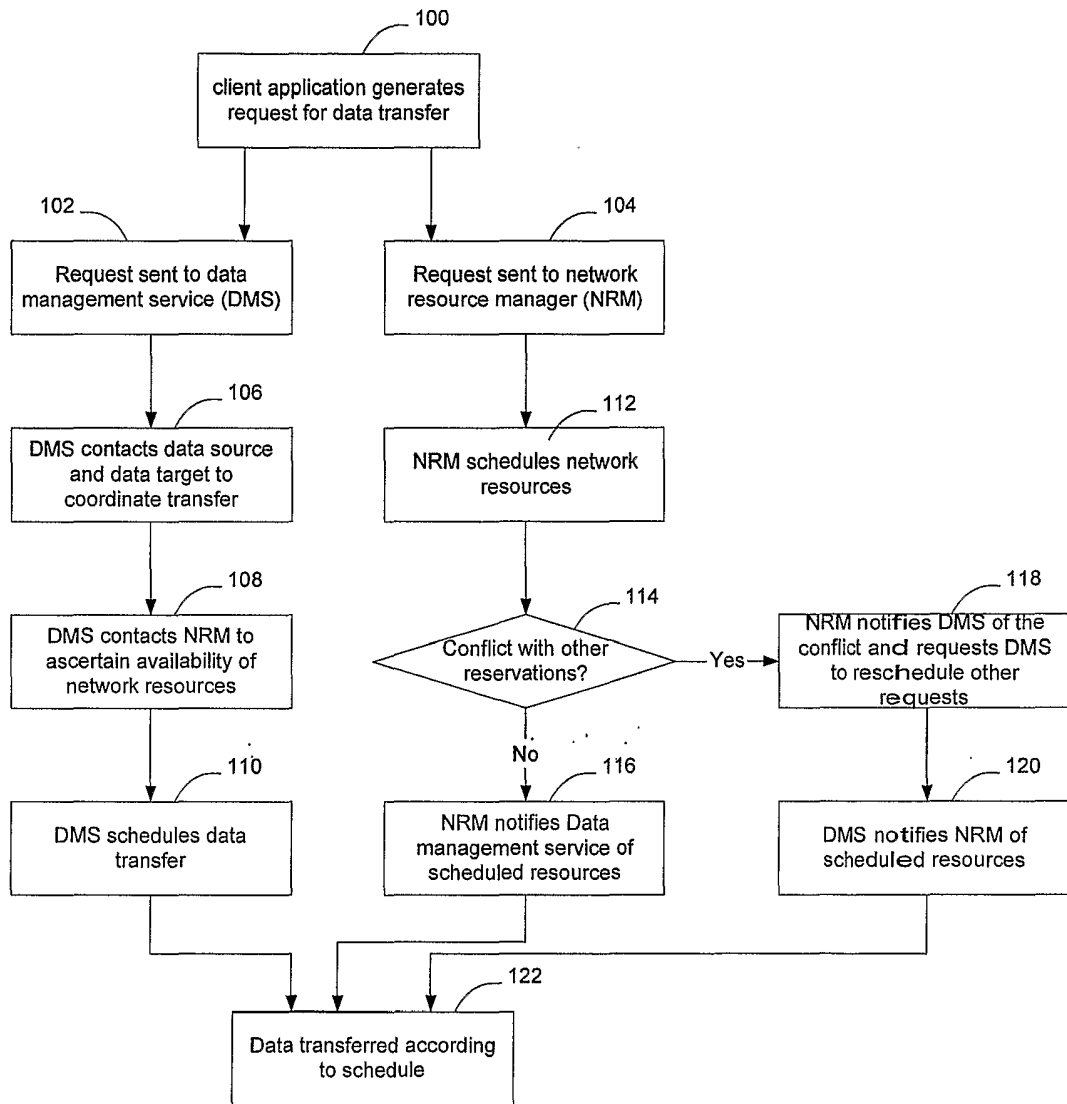 100
client application generates
request for data transfer
102
104
Request sent to data
management service (DMS)
Request sent to network
resource manager (NRM)
106
112
DMS contacts data source
and data target to
coordinate transfer
NRM schedules network
resources
108
114
118
DMS contacts NRM to
ascertain availability of
network resources
Conflict with other
reservations?
Yes
NRM notifies DMS of the
conflict and requests DMS
to reschedule other
requests
No
110
116
120
DMS schedules data
transfer
NRM notifies Data
management service of
scheduled resources
DMS notifies NRM of
scheduled resources
122
Data transferred according
to schedule